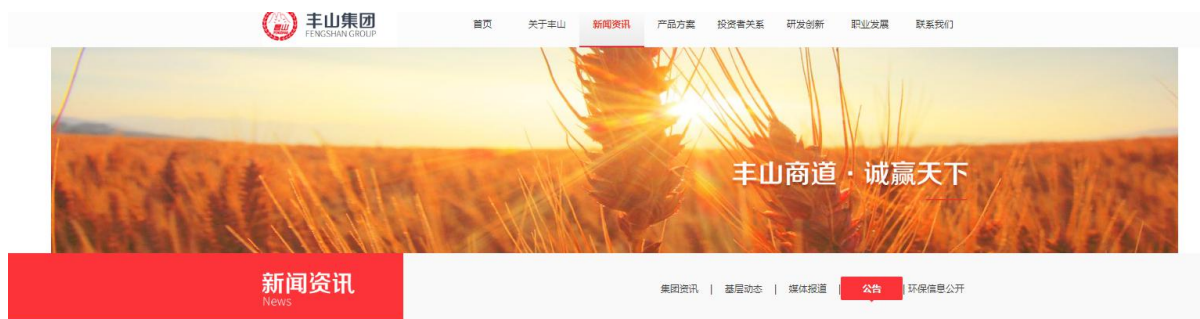 丰山集团
FENGSHAN GROUP
首页 关于丰山 新闻资讯 产品方案 投资者关系 研发创新 职业发展 联系我们
丰山商道·诚赢天下
新闻资讯
News
集团资讯 | 基层动态 | 媒体报道 | 公告 | 环保信息公开